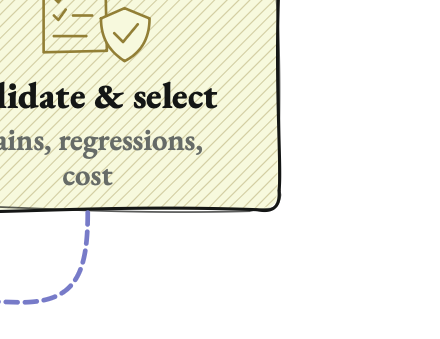 lidate & select
ains, regressions,
cost